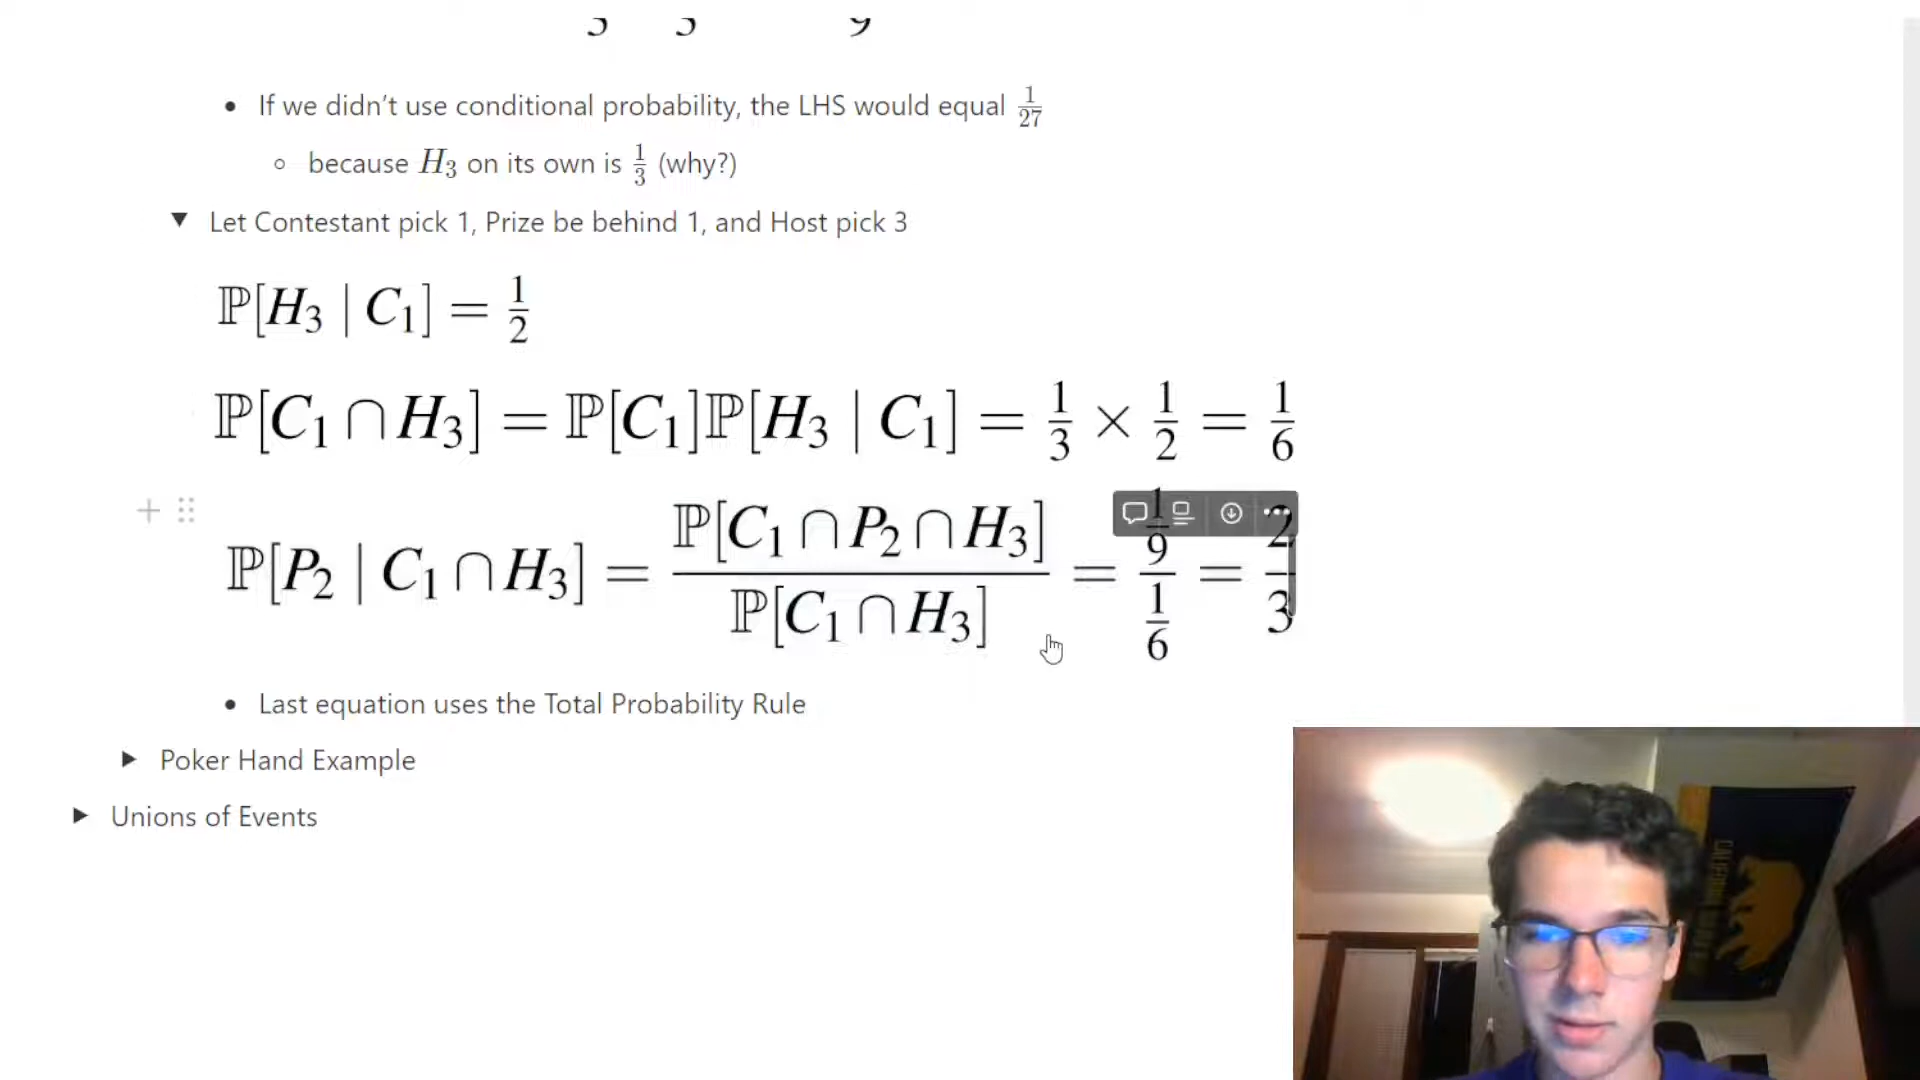 3 3 9
• If we didn't use conditional probability, the LHS would equal 1/27
◦ because H₃ on its own is 1/3 (why?)
▼ Let Contestant pick 1, Prize be behind 1, and Host pick 3
ℙ[H₃ | C₁] = 1/2
ℙ[C₁ ∩ H₃] = ℙ[C₁]ℙ[H₃ | C₁] = 1/3 × 1/2 = 1/6
ℙ[P₂ | C₁ ∩ H₃] = ℙ[C₁ ∩ P₂ ∩ H₃] / ℙ[C₁ ∩ H₃] = (1/9) / (1/6) = 2/3
• Last equation uses the Total Probability Rule
▶ Poker Hand Example
▶ Unions of Events